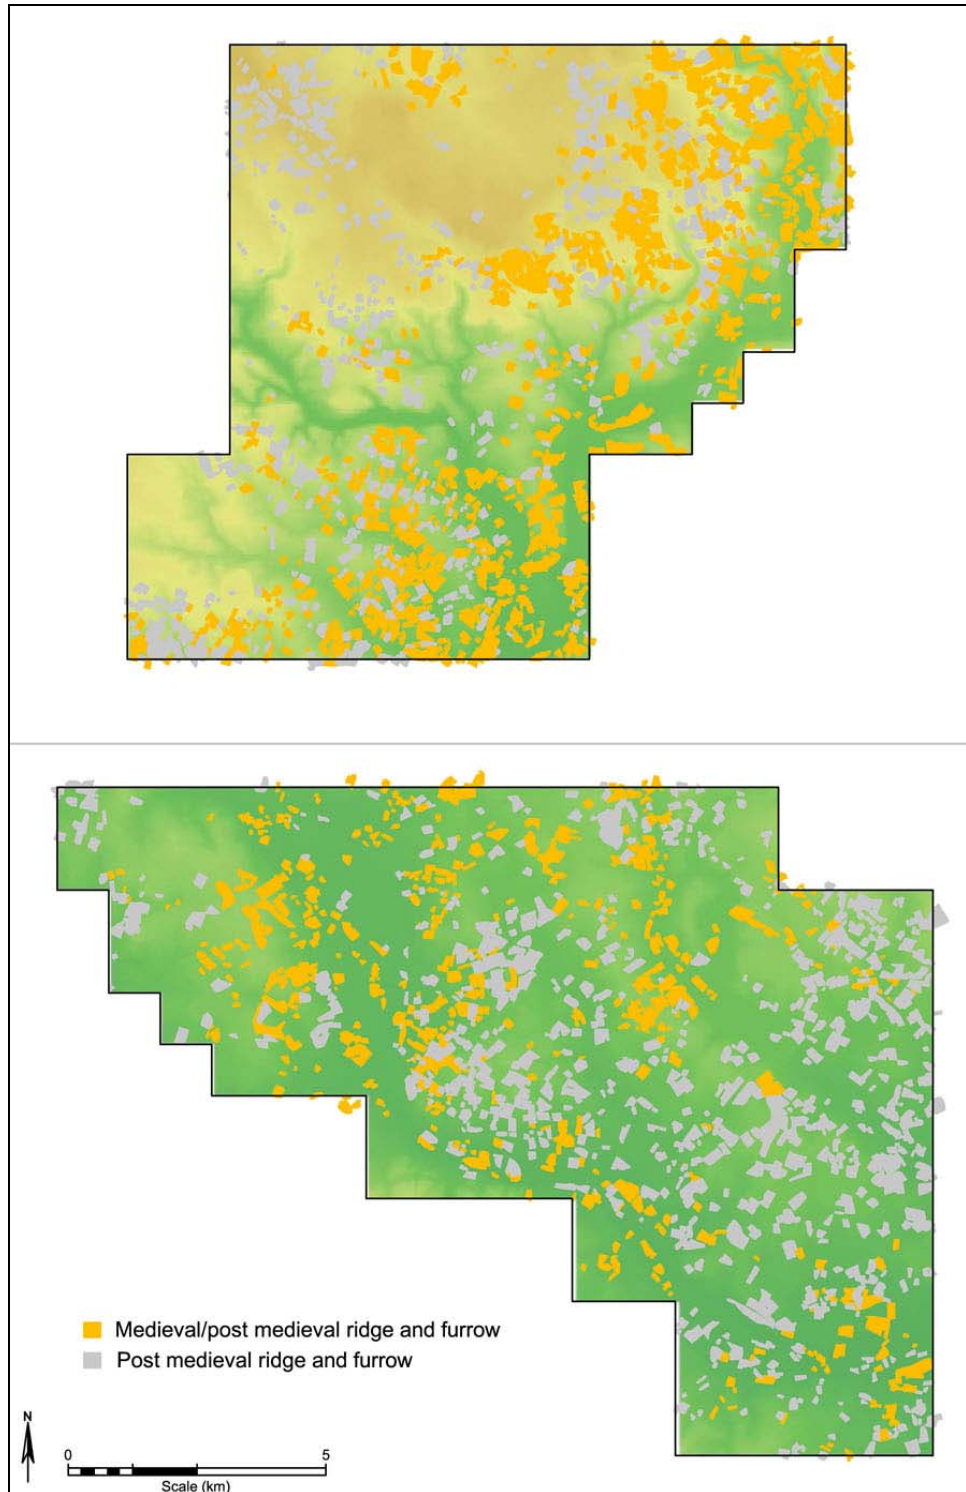 Medieval/post medieval ridge and furrow
Post medieval ridge and furrow
N
0 5
Scale (km)